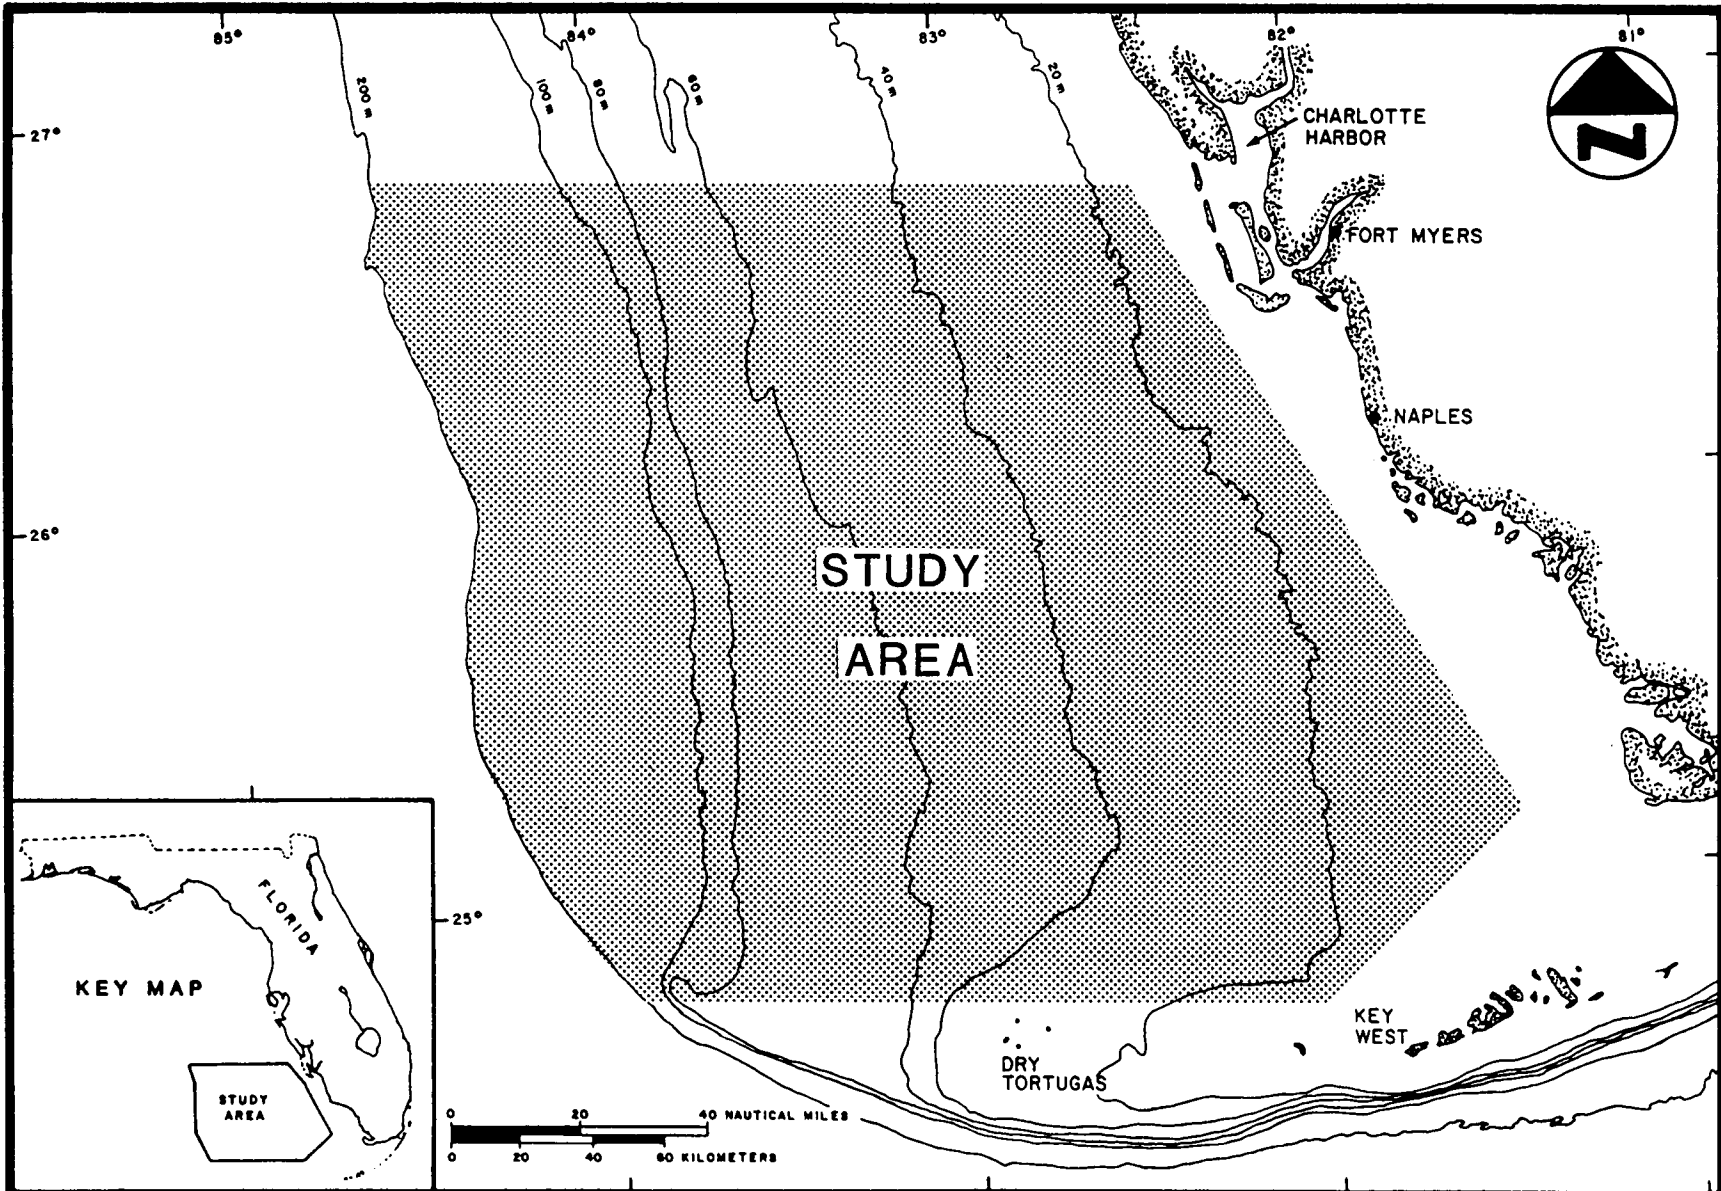 85°
84°
83°
82°
81°
200 m
100 m
80 m
60 m
40 m
20 m
27°
CHARLOTTE
HARBOR
N
FORT MYERS
NAPLES
26°
STUDY
AREA
25°
FLORIDA
KEY MAP
STUDY
AREA
KEY
WEST
DRY
TORTUGAS
0 20 40 NAUTICAL MILES
0 20 40 60 KILOMETERS